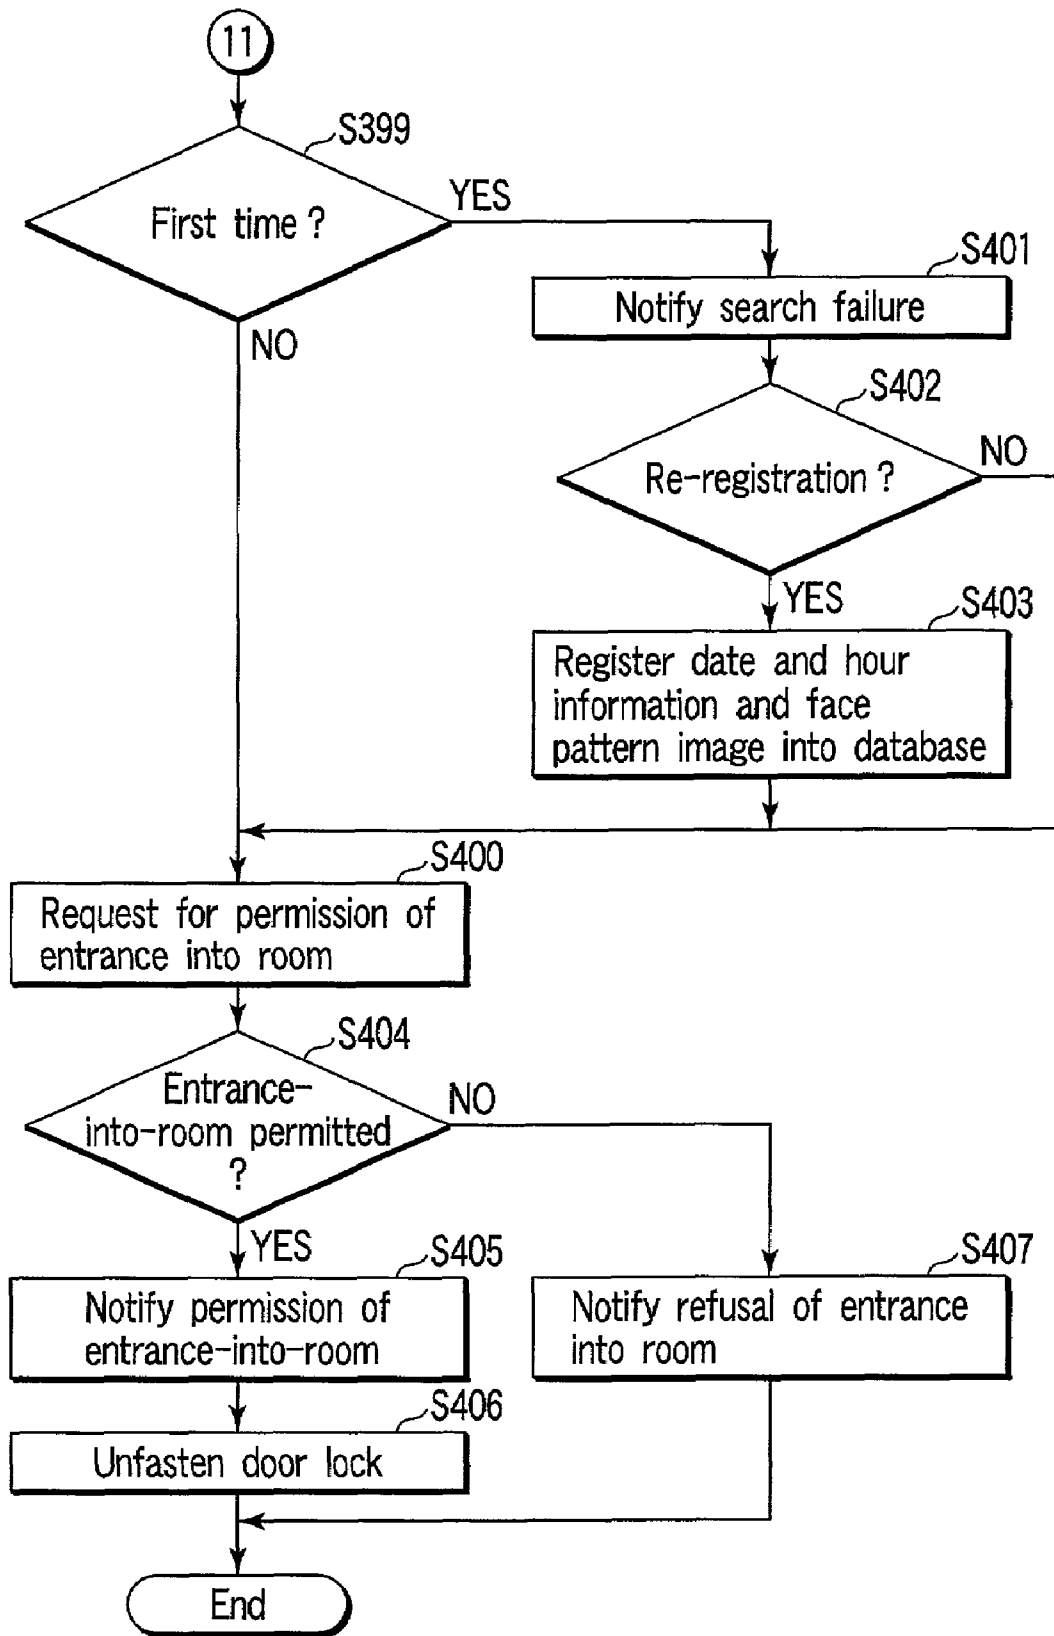 11
S399
First time ?
YES
NO
S401
Notify search failure
S402
Re-registration ?
NO
YES
S403
Register date and hour
information and face
pattern image into database
S400
Request for permission of
entrance into room
S404
Entrance-
into-room permitted
?
NO
YES
S405
Notify permission of
entrance-into-room
S407
Notify refusal of entrance
into room
S406
Unfasten door lock
End